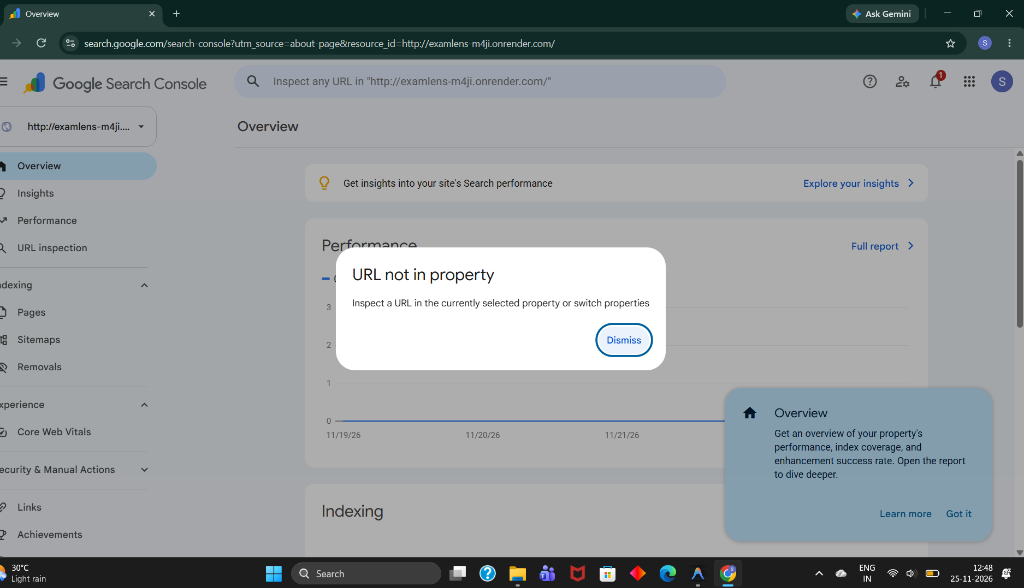 Overview
Ask Gemini
search.google.com/search-console?utm_source=about-page&resource_id=http://examlens-m4ji.onrender.com/
S
Google Search Console
Inspect any URL in "http://examlens-m4ji.onrender.com/"
1
S
http://examlens-m4ji....
Overview
Overview
Insights
Performance
URL inspection
ndexing
Pages
Sitemaps
Removals
xperience
Core Web Vitals
ecurity & Manual Actions
Links
Achievements
Get insights into your site's Search performance
Explore your insights
Performance
Full report
3
2
1
0
11/19/26
11/20/26
11/21/26
URL not in property
Inspect a URL in the currently selected property or switch properties
Dismiss
Indexing
Overview
Get an overview of your property's
performance, index coverage, and
enhancement success rate. Open the report
to dive deeper.
Learn more
Got it
30°C
Light rain
Search
ENG
IN
12:48
25-11-2026